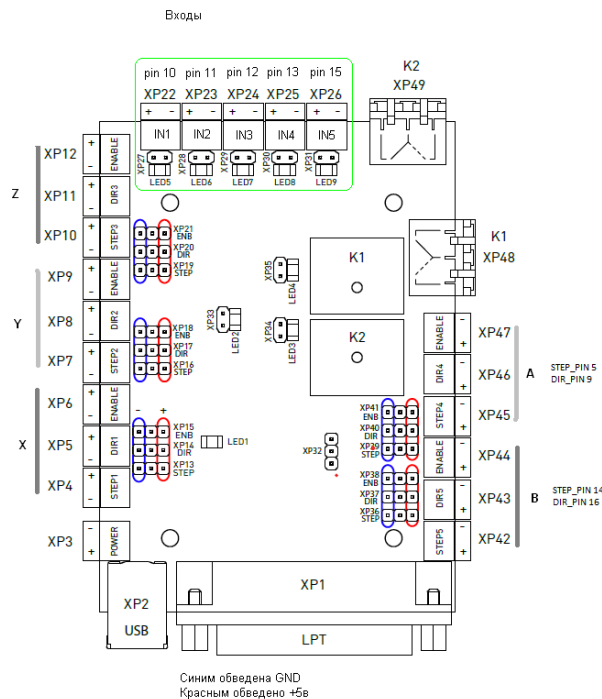 Входы
K2
XP49
pin 10 pin 11 pin 12 pin 13 pin 15
XP22 XP23 XP24 XP25 XP26
+ - + - + - + - + -
IN1 IN2 IN3 IN4 IN5
XP27 XP28 XP29 XP30 XP31
LED5 LED6 LED7 LED8 LED9
Z
XP12 + - ENABLE
XP11 + - DIR3
XP10 + - STEP3
XP21
ENB
XP20
DIR
XP19
STEP
K1
XP48
K1
XP35
LED4
Y
XP9 + - ENABLE
XP8 + - DIR2
XP7 + - STEP2
XP33
LED2
XP34
LED3
K2
XP18
ENB
XP17
DIR
XP16
STEP
X
XP6 + - ENABLE
XP5 + - DIR1
XP4 + - STEP1
- +
XP15
ENB
XP14
DIR
XP13
STEP
LED1
XP32
ENABLE - + XP47
DIR4 - + XP46
STEP4 - + XP45
A
STEP_PIN 5
DIR_PIN 9
XP41
ENB
XP40
DIR
XP39
STEP
ENABLE - + XP44
DIR5 - + XP43
STEP5 - + XP42
B
STEP_PIN 14
DIR_PIN 16
XP38
ENB
XP37
DIR
XP36
STEP
XP3 - + POWER
XP2
USB
XP1
LPT
Синим обведена GND
Красным обведено +5в